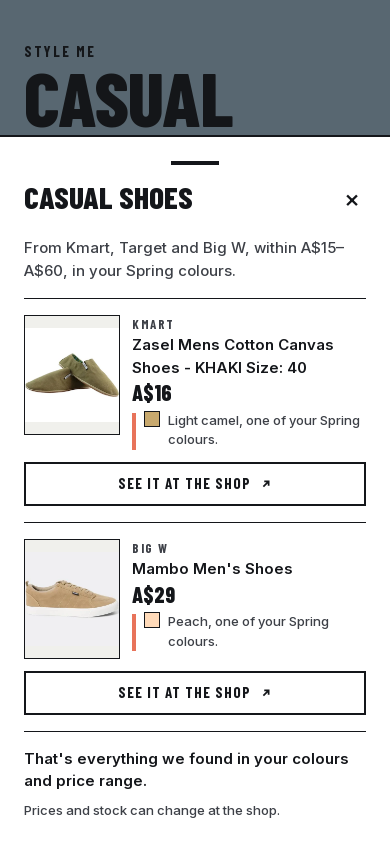 STYLE ME
CASUAL
CASUAL SHOES
From Kmart, Target and Big W, within A$15–
A$60, in your Spring colours.
KMART
Zasel Mens Cotton Canvas
Shoes - KHAKI Size: 40
A$16
Light camel, one of your Spring
colours.
SEE IT AT THE SHOP
BIG W
Mambo Men's Shoes
A$29
Peach, one of your Spring
colours.
SEE IT AT THE SHOP
That's everything we found in your colours
and price range.
Prices and stock can change at the shop.